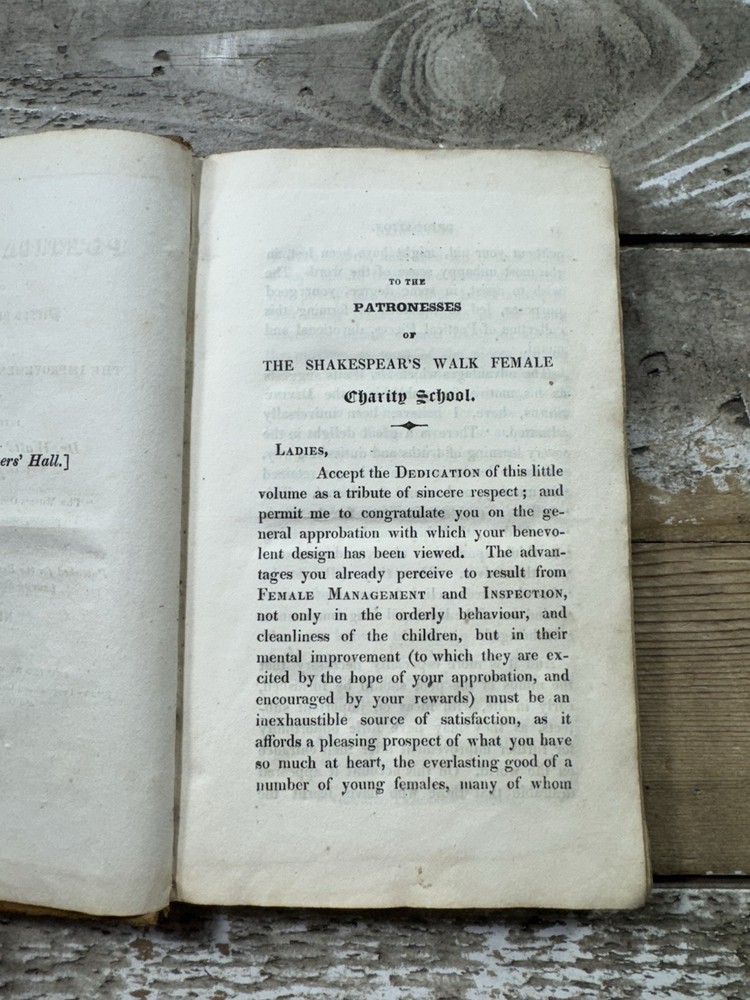 ers' Hall.]
TO THE
PATRONESSES
OF
THE SHAKESPEAR'S WALK FEMALE
Charity School.
LADIES,
Accept the DEDICATION of this little
volume as a tribute of sincere respect; and
permit me to congratulate you on the ge-
neral approbation with which your benevo-
lent design has been viewed. The advan-
tages you already perceive to result from
FEMALE MANAGEMENT and INSPECTION,
not only in the orderly behaviour, and
cleanliness of the children, but in their
mental improvement (to which they are ex-
cited by the hope of your approbation, and
encouraged by your rewards) must be an
inexhaustible source of satisfaction, as it
affords a pleasing prospect of what you have
so much at heart, the everlasting good of a
number of young females, many of whom